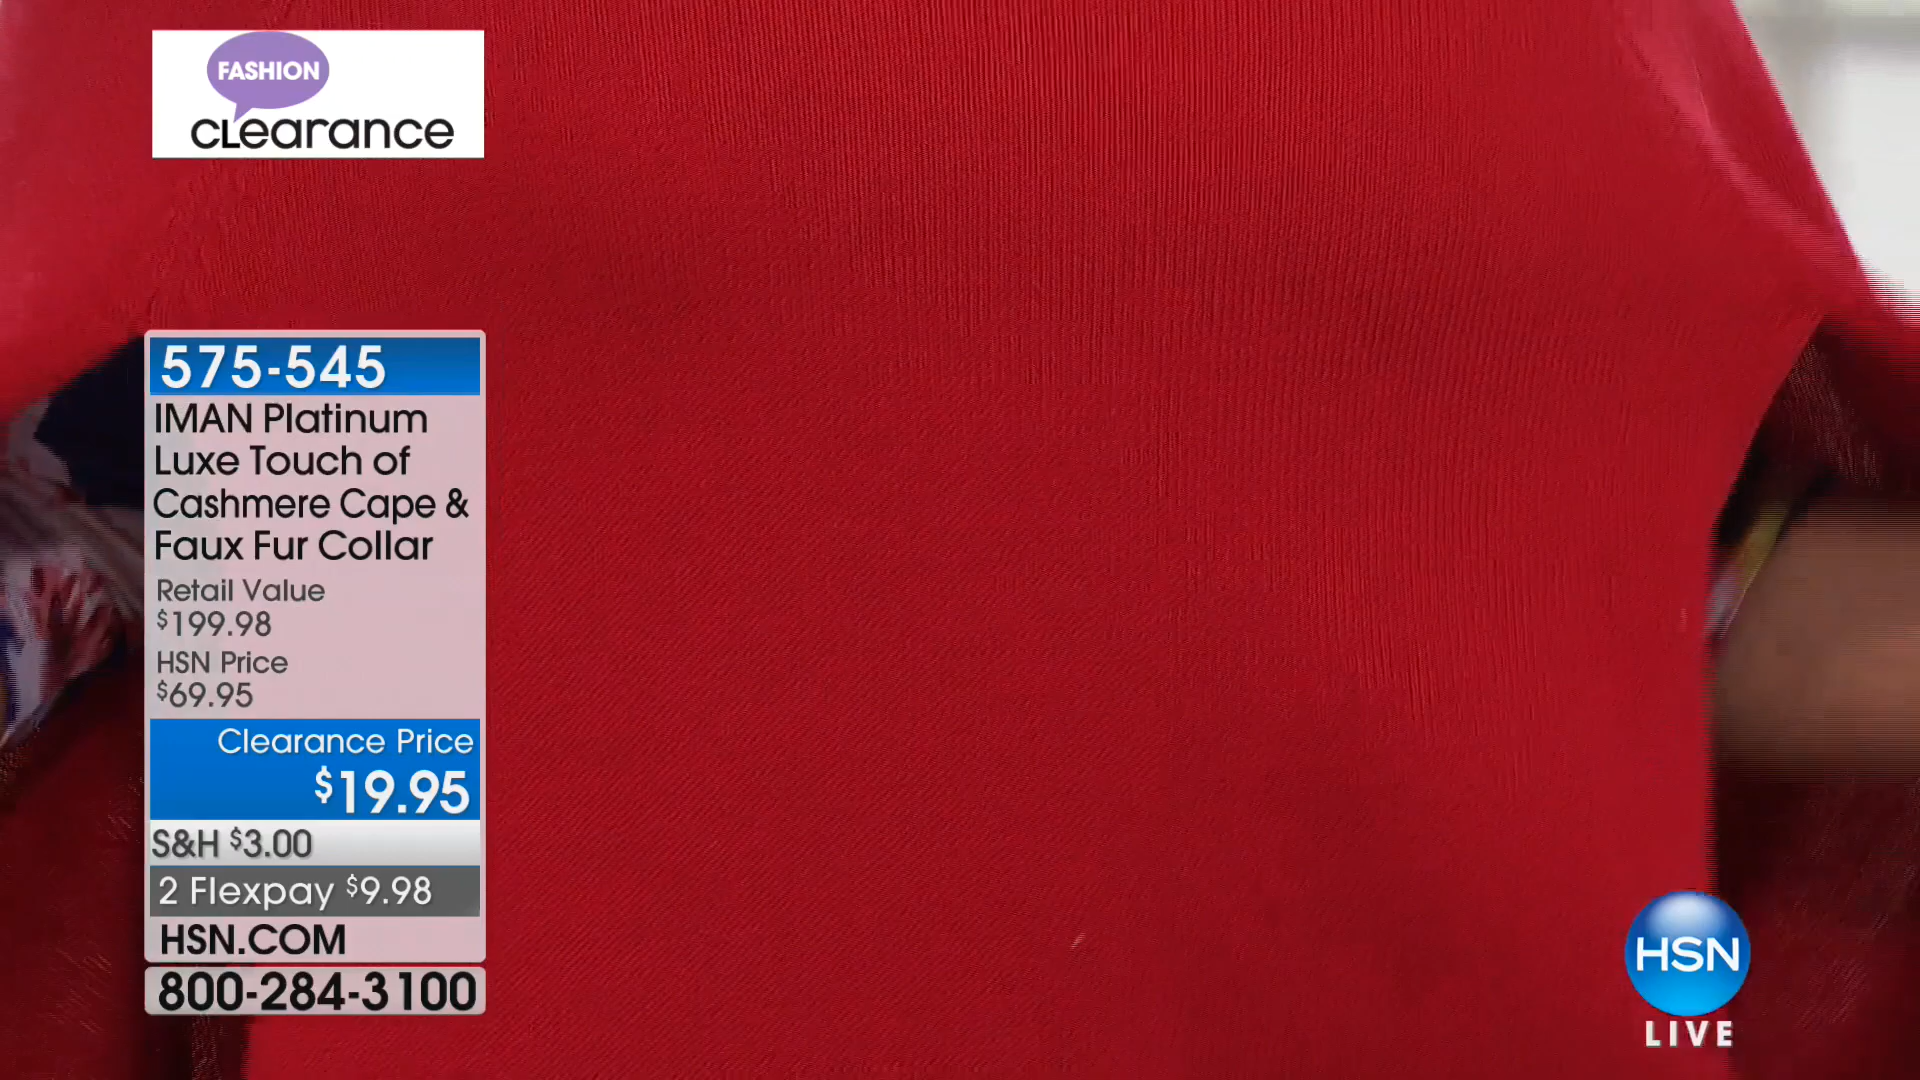 FASHION
cLearance
575-545
IMAN Platinum
Luxe Touch of
Cashmere Cape &
Faux Fur Collar
Retail Value
$199.98
HSN Price
$69.95
Clearance Price
$19.95
S&H $3.00
2 Flexpay $9.98
HSN.COM
800-284-3100
HSN
LIVE